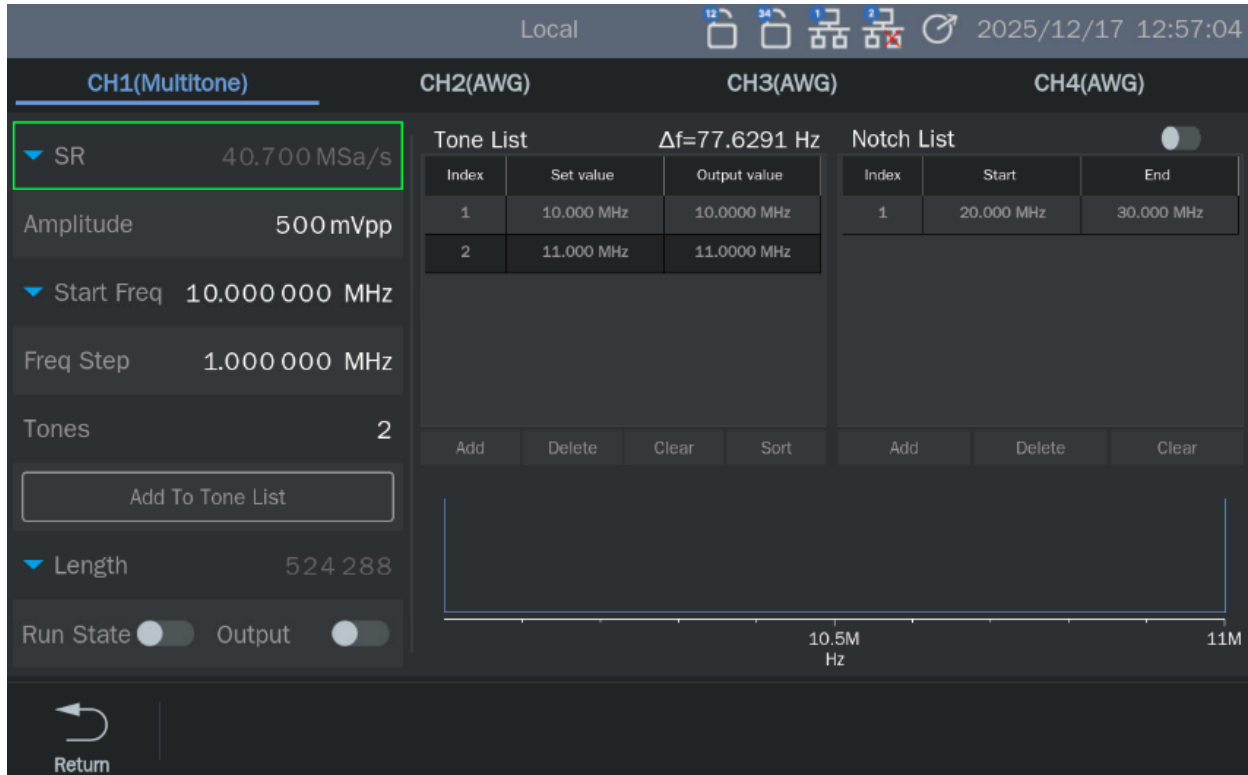 Local 12 34 1 2 2025/12/17 12:57:04
CH1(Multitone) CH2(AWG) CH3(AWG) CH4(AWG)
SR 40.700 MSa/s
Amplitude 500 mVpp
Start Freq 10.000 000 MHz
Freq Step 1.000 000 MHz
Tones 2
Add To Tone List
Length 524 288
Run State Output
Tone List Δf=77.6291 Hz
Index Set value Output value
1 10.000 MHz 10.0000 MHz
2 11.000 MHz 11.0000 MHz
Add Delete Clear Sort
Notch List
Index Start End
1 20.000 MHz 30.000 MHz
Add Delete Clear
10.5M 11M
Hz
Return